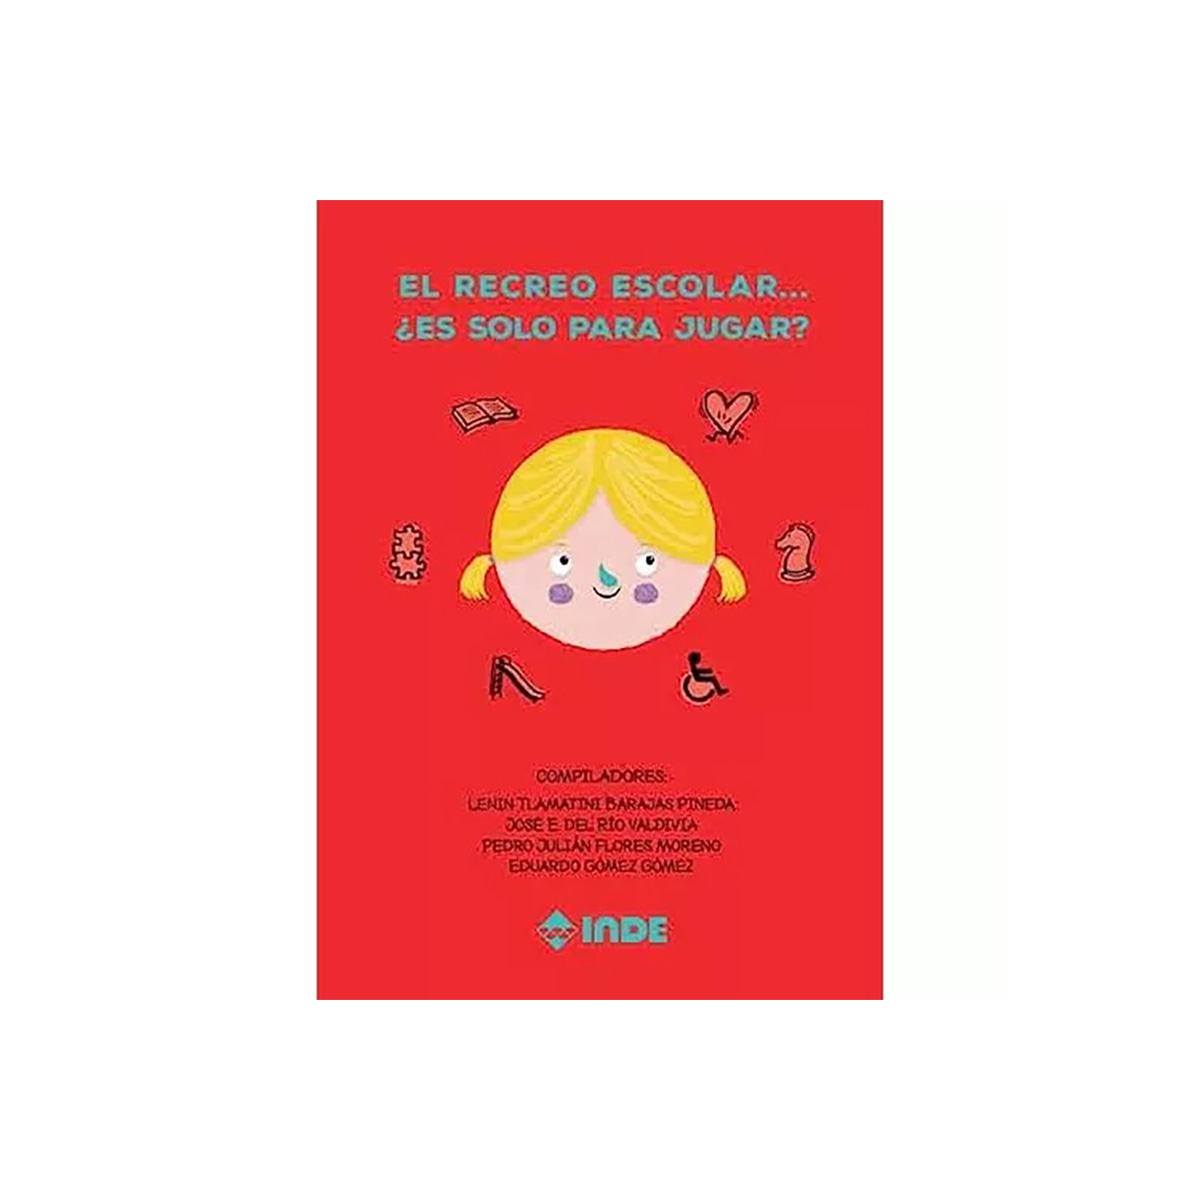 EL RECREO ESCOLAR...
¿ES SOLO PARA JUGAR?
COMPILADORES:
LENIN TLAMATINI BARAJAS PINEDA
JOSÉ E. DEL RÍO VALDIVIA
PEDRO JULIÁN FLORES MORENO
EDUARDO GÓMEZ GÓMEZ
INDE